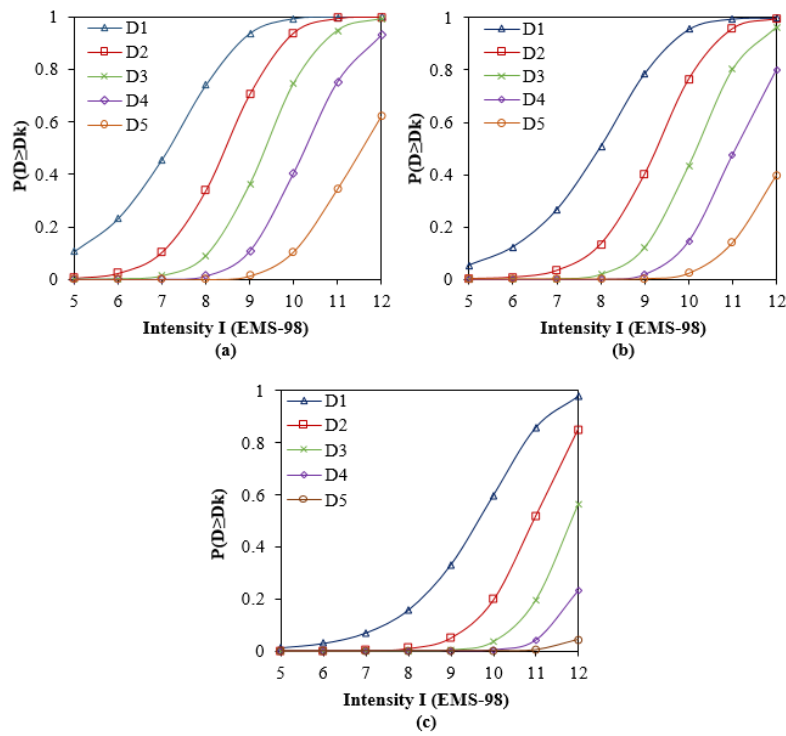 1
0.8
0.6
0.4
0.2
0
P(D≥Dk)
D1
D2
D3
D4
D5
5 6 7 8 9 10 11 12
Intensity I (EMS-98)
(a)
1
0.8
0.6
0.4
0.2
0
P(D≥Dk)
D1
D2
D3
D4
D5
5 6 7 8 9 10 11 12
Intensity I (EMS-98)
(b)
1
0.8
0.6
0.4
0.2
0
P(D≥Dk)
D1
D2
D3
D4
D5
5 6 7 8 9 10 11 12
Intensity I (EMS-98)
(c)